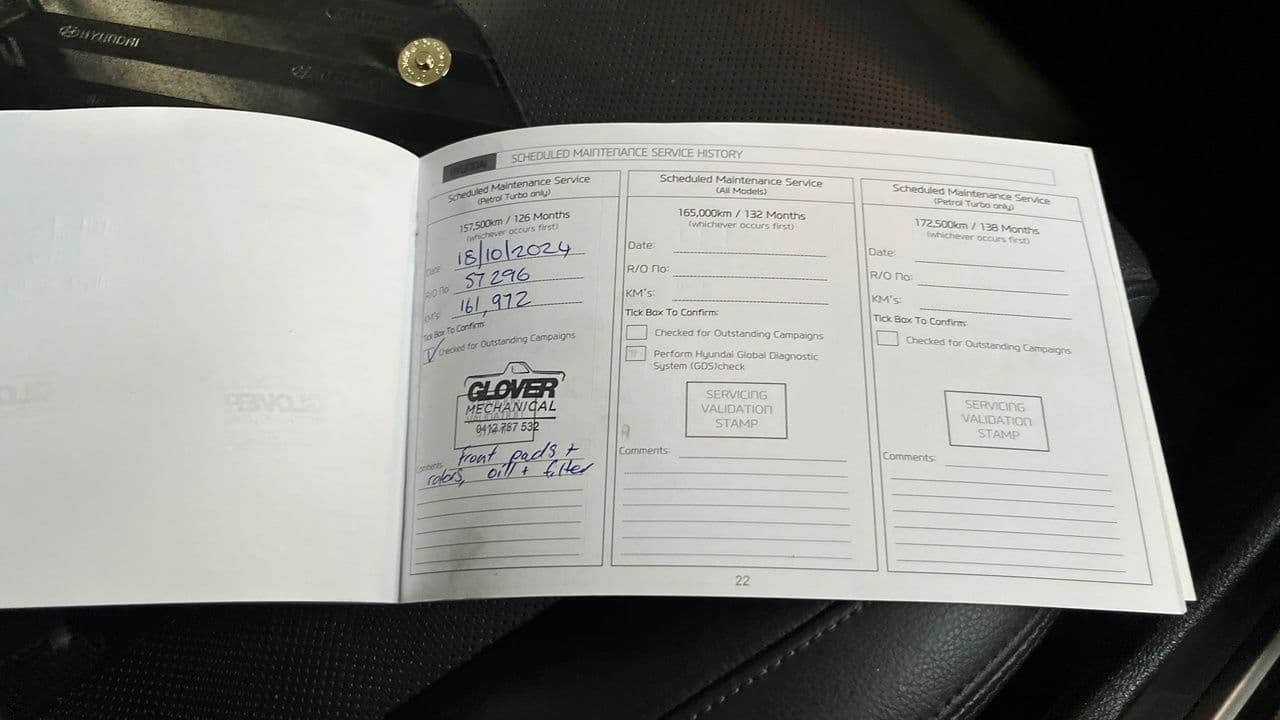 HYUNDAI
HYUNDAI
SCHEDULED MAINTENANCE SERVICE HISTORY
Scheduled Maintenance Service
(Petrol Turbo only)
157,500km / 126 Months
(whichever occurs first)
Date: 18/10/2024
R/O No: 57296
KM's: 161,972
Tick Box To Confirm:
Checked for Outstanding Campaigns
GLOVER
MECHANICAL
0412 787 532
Comments: front pads +
rotors, oil + filter
Scheduled Maintenance Service
(All Models)
165,000km / 132 Months
(whichever occurs first)
Date:
R/O No:
KM's:
Tick Box To Confirm:
Checked for Outstanding Campaigns
Perform Hyundai Global Diagnostic
System (GDS)check
SERVICING
VALIDATION
STAMP
Comments:
Scheduled Maintenance Service
(Petrol Turbo only)
172,500km / 138 Months
(whichever occurs first)
Date:
R/O No:
KM's:
Tick Box To Confirm:
Checked for Outstanding Campaigns
SERVICING
VALIDATION
STAMP
Comments:
22